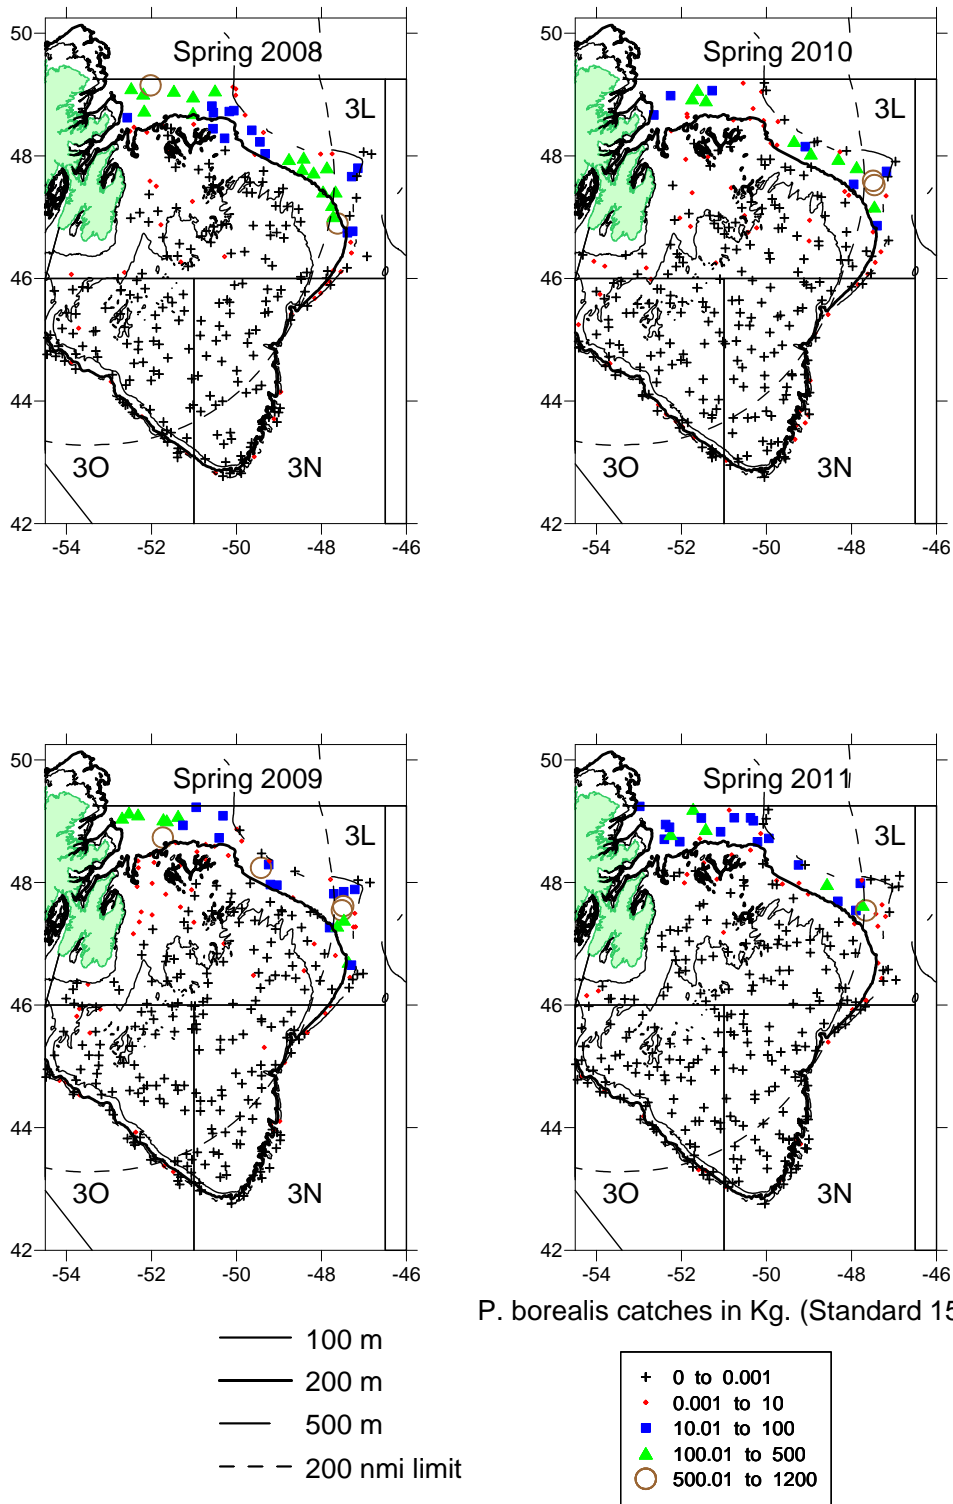 Spring 2008
50
48
46
44
42
3L
3O
3N
-54
-52
-50
-48
-46
Spring 2010
50
48
46
44
42
3L
3O
3N
-54
-52
-50
-48
-46
Spring 2009
50
48
46
44
42
3L
3O
3N
-54
-52
-50
-48
-46
Spring 2011
50
48
46
44
42
3L
3O
3N
-54
-52
-50
-48
-46
P. borealis catches in Kg. (Standard 15
100 m
200 m
500 m
200 nmi limit
0 to 0.001
0.001 to 10
10.01 to 100
100.01 to 500
500.01 to 1200